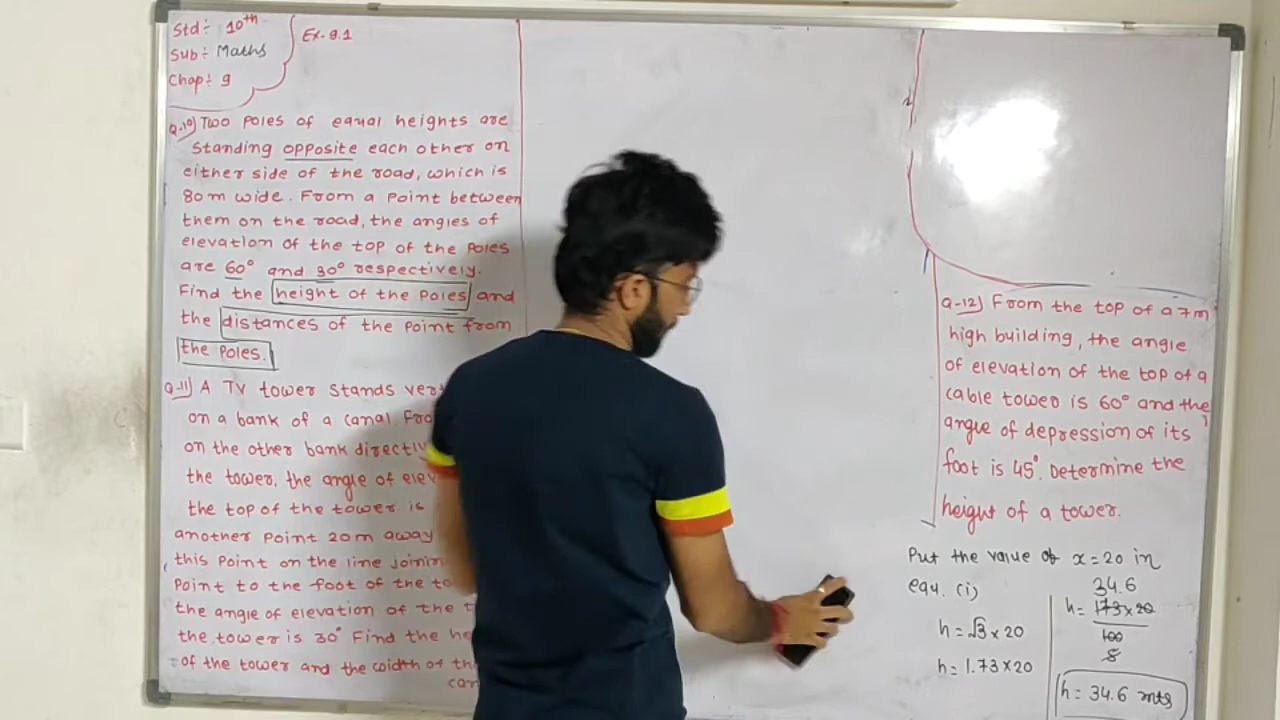 Std ÷ 10th
Sub ÷ Maths
Chap ÷ 9
Ex-9.1
Q.10) Two poles of equal heights are
standing opposite each other on
either side of the road, which is
80m wide. From a point between
them on the road, the angles of
elevation of the top of the poles
are 60° and 30° respectively.
Find the height of the poles and
the distances of the point from
the poles.
Q.11) A TV tower stands
on a bank of a canal
on the other bank
the tower, the angle of
the top of the tower is
another point 20m away
this point on the line
point to the foot of the
the angle of elevation of the
the tower is 30° Find the
of the tower and the width of
Q-12) From the top of a 7m
high building, the angle
of elevation of the top of a
cable tower is 60° and the
angle of depression of its
foot is 45°. Determine the
height of a tower.
Put the value of x=20 in
equ. (i)
h=√3 x 20
h=1.73x20
34.6
h= 173x20
100
5
h= 34.6 mts